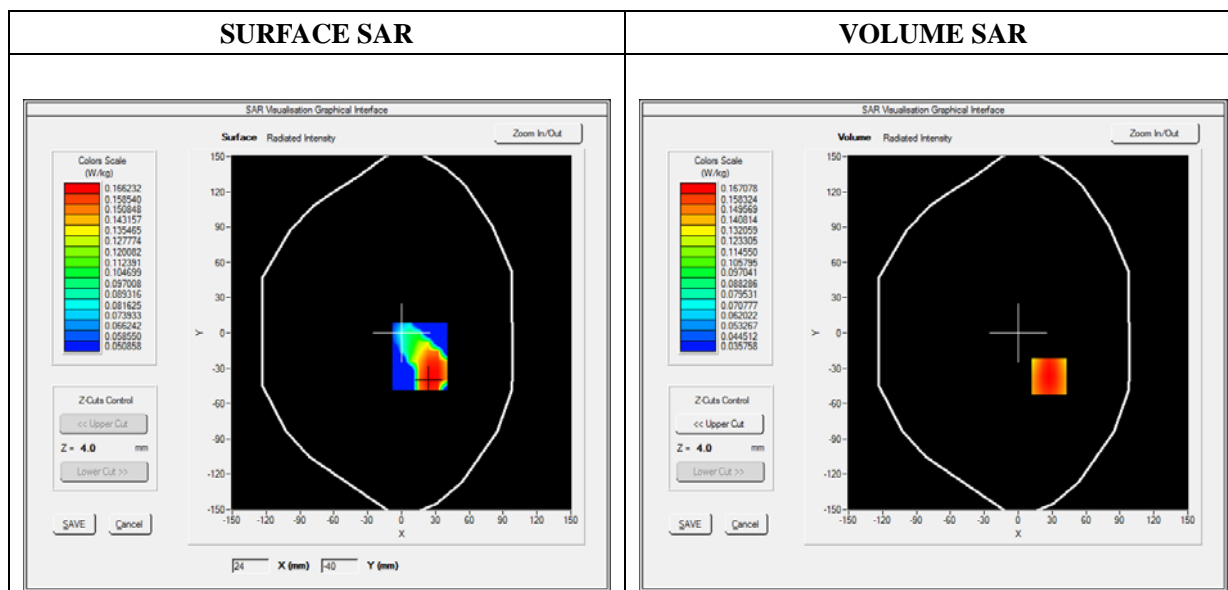 SURFACE SAR
VOLUME SAR
SAR Visualisation Graphical Interface
Surface Radiated Intensity
Zoom In/Out
Colors Scale
(W/kg)
0.166232
0.158540
0.150848
0.143157
0.135465
0.127774
0.120082
0.112391
0.104699
0.097008
0.089316
0.081625
0.073933
0.066242
0.058550
0.050858
Z-Cuts Control
<< Upper Cut
Z = 4.0 mm
Lower Cut >>
SAVE Cancel
150
120
90
60
30
0
-30
-60
-90
-120
-150
Y
-150 -120 -90 -60 -30 0 30 60 90 120 150
X
24 X (mm) -40 Y (mm)
SAR Visualisation Graphical Interface
Volume Radiated Intensity
Zoom In/Out
Colors Scale
(W/kg)
0.167078
0.158324
0.149569
0.140814
0.132059
0.123305
0.114550
0.105795
0.097041
0.088286
0.079531
0.070777
0.062022
0.053267
0.044512
0.035758
Z-Cuts Control
<< Upper Cut
Z = 4.0 mm
Lower Cut >>
SAVE Cancel
150
120
90
60
30
0
-30
-60
-90
-120
-150
Y
-150 -120 -90 -60 -30 0 30 60 90 120 150
X